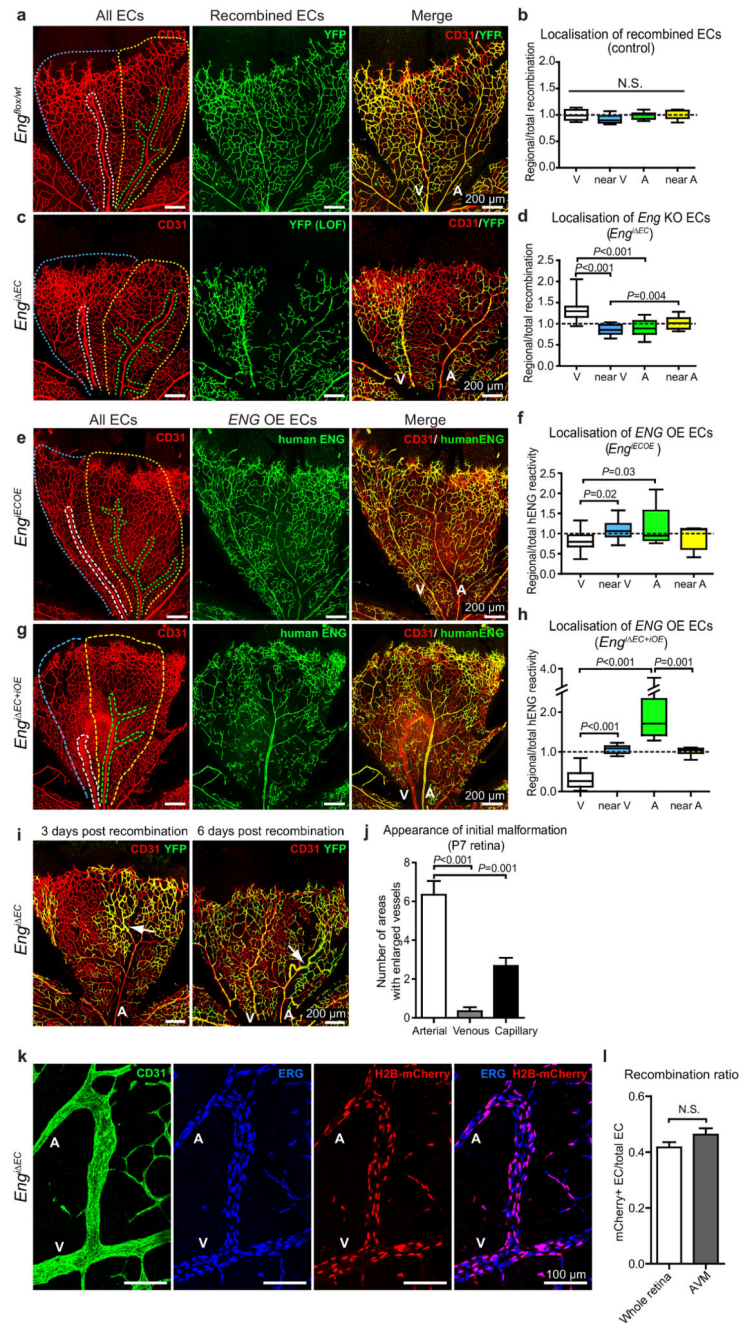 a
All ECs
Recombined ECs
Merge
Eng flox/wt
CD31
YFP
CD31/YFP
V
A
200 µm
b
Localisation of recombined ECs
(control)
Regional/total recombination
2.0
1.5
1.0
0.5
0.0
N.S.
V near V A near A
c
Eng iΔEC
CD31
YFP (LOF)
CD31/YFP
V
A
200 µm
d
Localisation of Eng KO ECs
(Eng iΔEC)
Regional/total recombination
2.5
2.0
1.5
1.0
0.5
0.0
P<0.001
P<0.001
P=0.004
V near V A near A
e
All ECs
ENG OE ECs
Merge
Eng iECOE
CD31
human ENG
CD31/ humanENG
V
A
200 µm
f
Localisation of ENG OE ECs
(Eng iECOE )
Regional/total hENG reactivity
2.5
2.0
1.5
1.0
0.5
0.0
P=0.03
P=0.02
V near V A near A
g
Eng iΔEC+iOE
CD31
human ENG
CD31/ humanENG
V
A
200 µm
h
Localisation of ENG OE ECs
(Eng iΔEC+iOE)
Regional/total hENG reactivity
4.0
2.0
1.0
0.0
P<0.001
P=0.001
P<0.001
V near V A near A
i
3 days post recombination
6 days post recombination
Eng iΔEC
CD31 YFP
A
200 µm
CD31 YFP
V
A
200 µm
j
Appearance of initial malformation
(P7 retina)
Number of areas
with enlarged vessels
8
6
4
2
0
P<0.001
P=0.001
Arterial Venous Capillary
k
Eng iΔEC
CD31
A
V
ERG
A
V
H2B-mCherry
A
V
ERG H2B-mCherry
A
V
100 µm
l
Recombination ratio
mCherry+ EC/total EC
0.6
0.4
0.2
0.0
N.S.
Whole retina
AVM